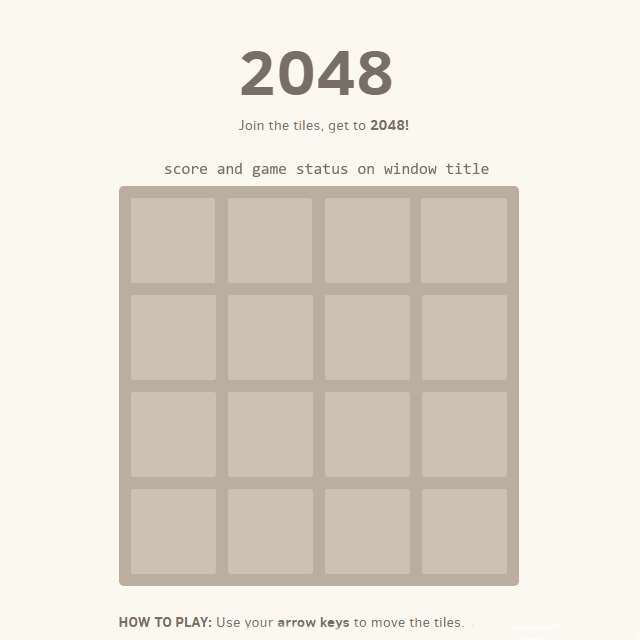 2048
Join the tiles, get to 2048!
score and game status on window title
HOW TO PLAY: Use your arrow keys to move the tiles.